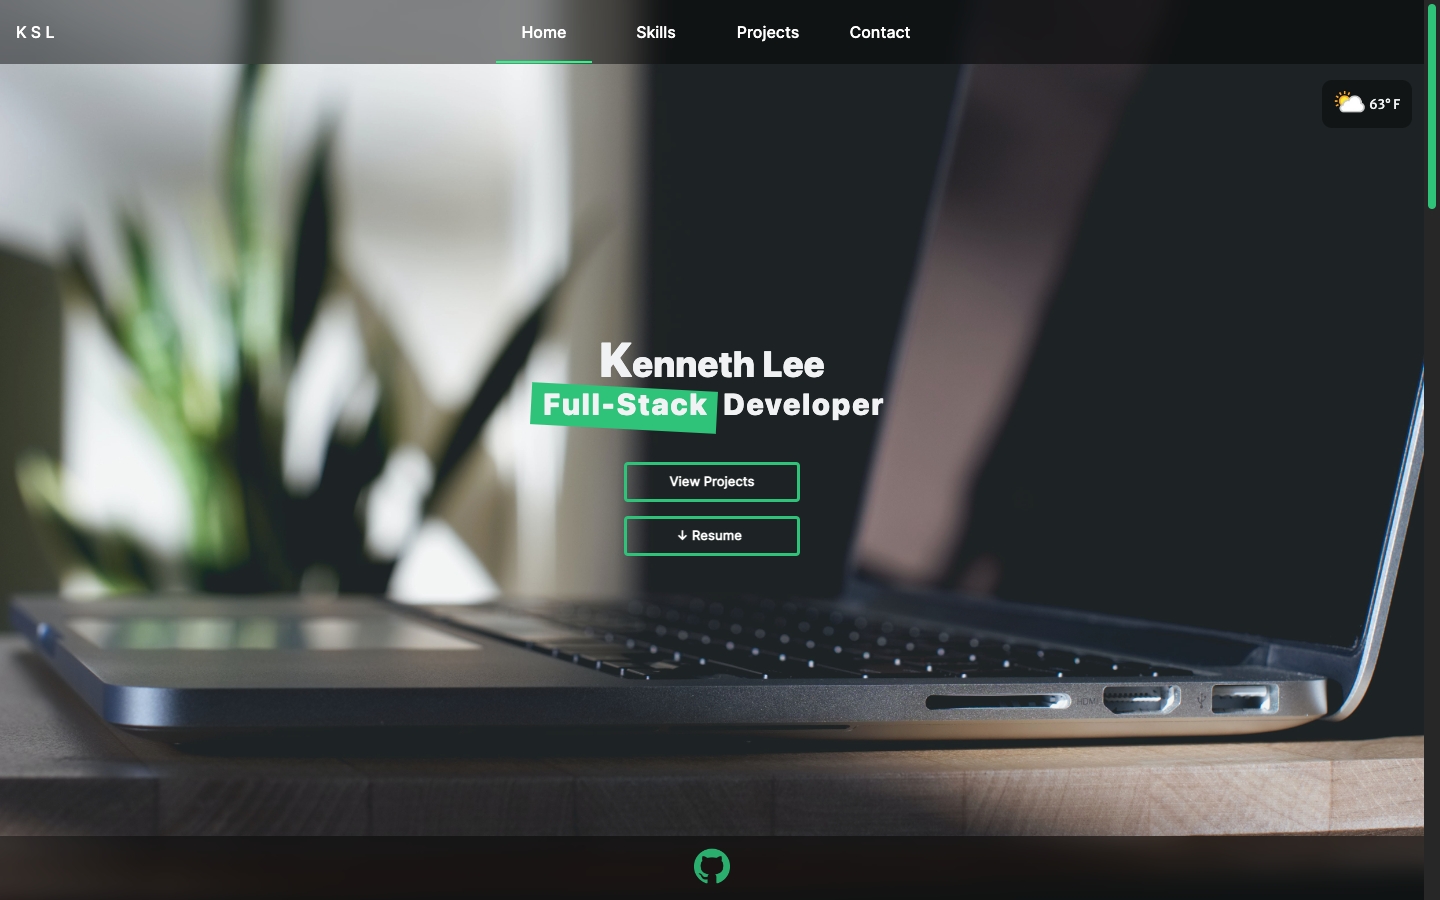 K S L
Home Skills Projects Contact
63° F
Kenneth Lee
Full-Stack Developer
View Projects
↓ Resume
HDMI